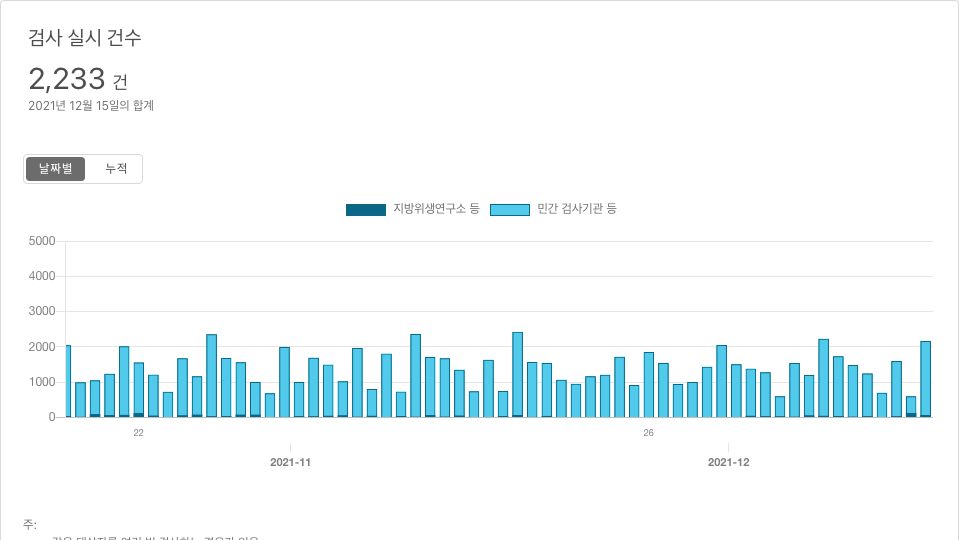 검사 실시 건수
2,233 건
2021년 12월 15일의 합계
날짜별 누적
지방위생연구소 등 민간 검사기관 등
5000
4000
3000
2000
1000
0
22 26
2021-11 2021-12
주: